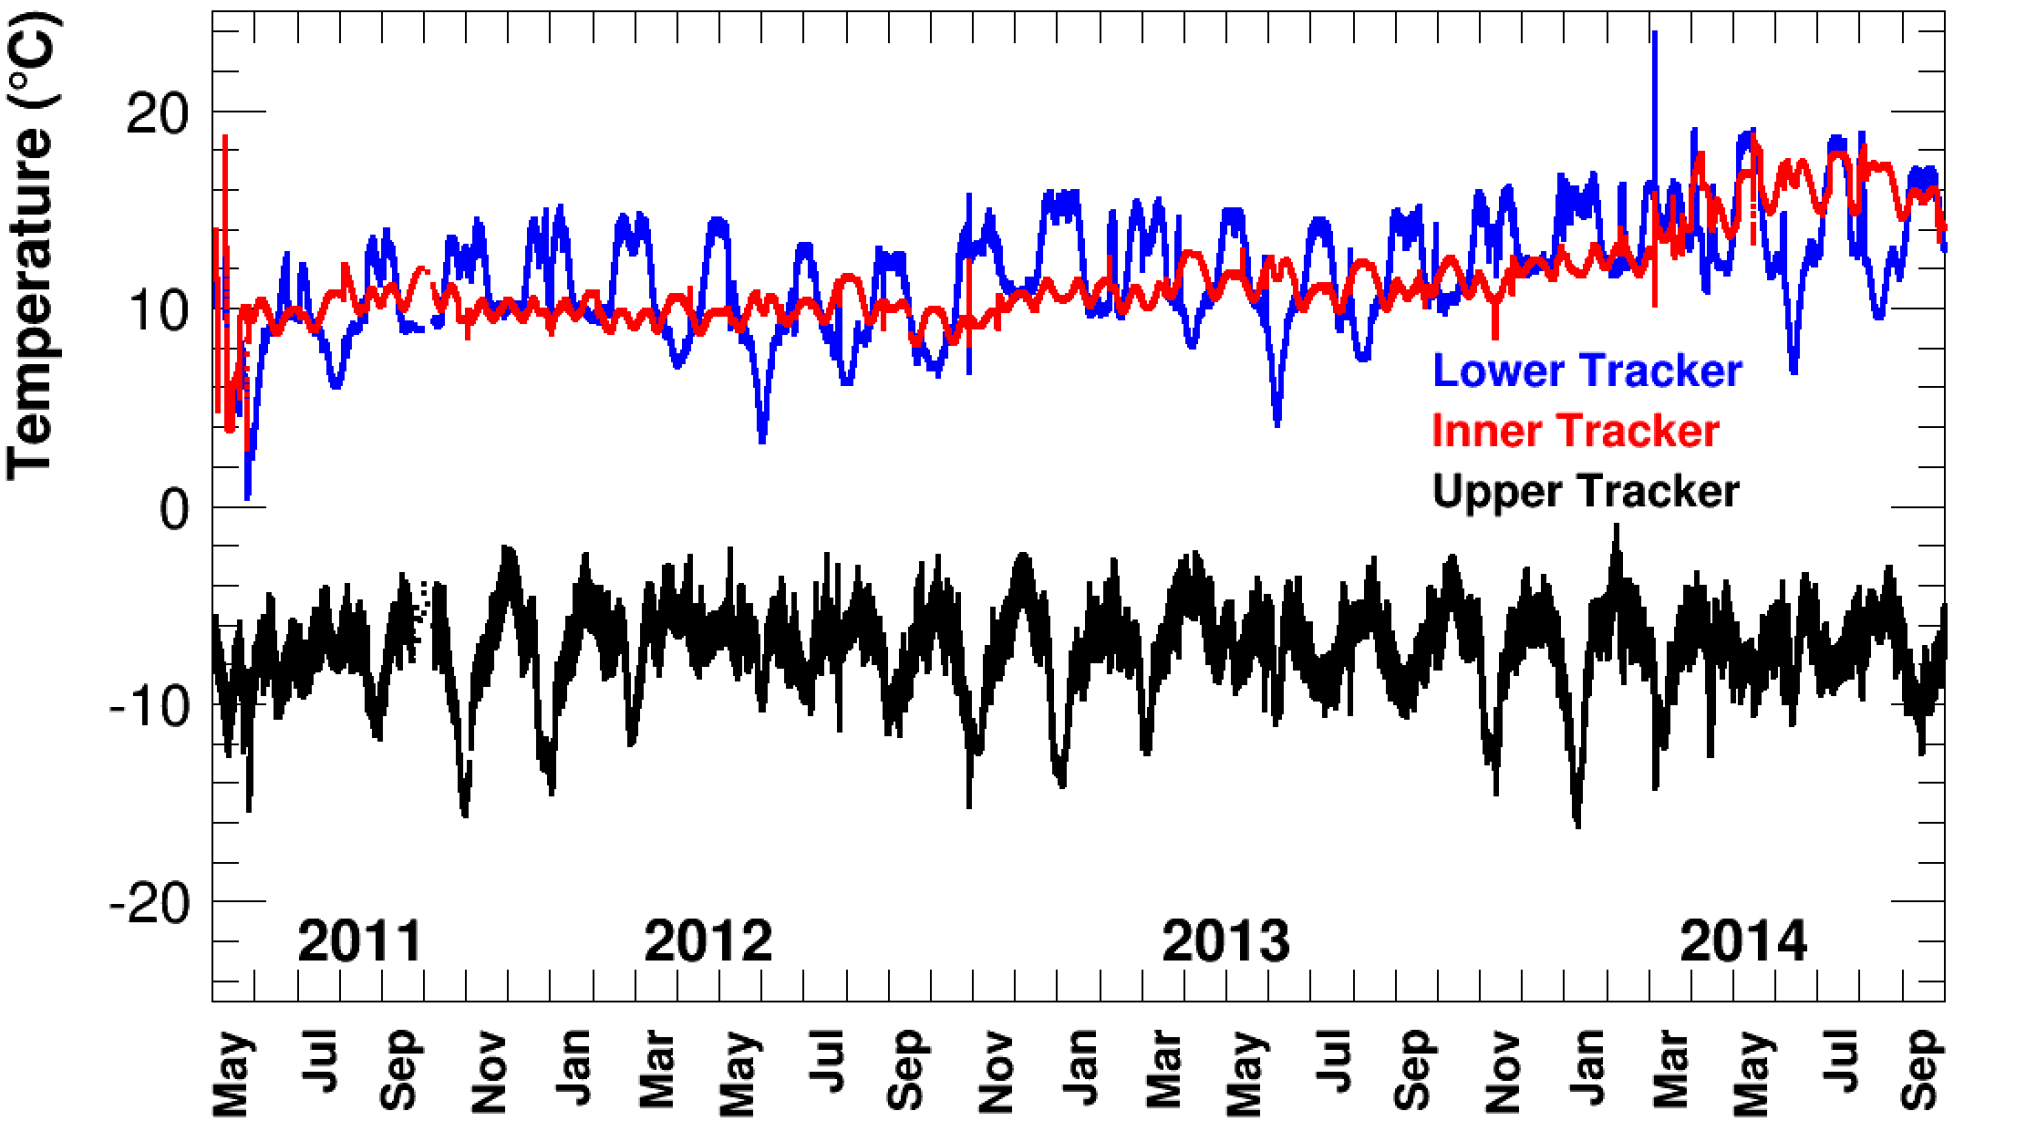 Temperature (°C)
20
10
0
-10
-20
Lower Tracker
Inner Tracker
Upper Tracker
2011 2012 2013 2014
May Jul Sep Nov Jan Mar May Jul Sep Nov Jan Mar May Jul Sep Nov Jan Mar May Jul Sep